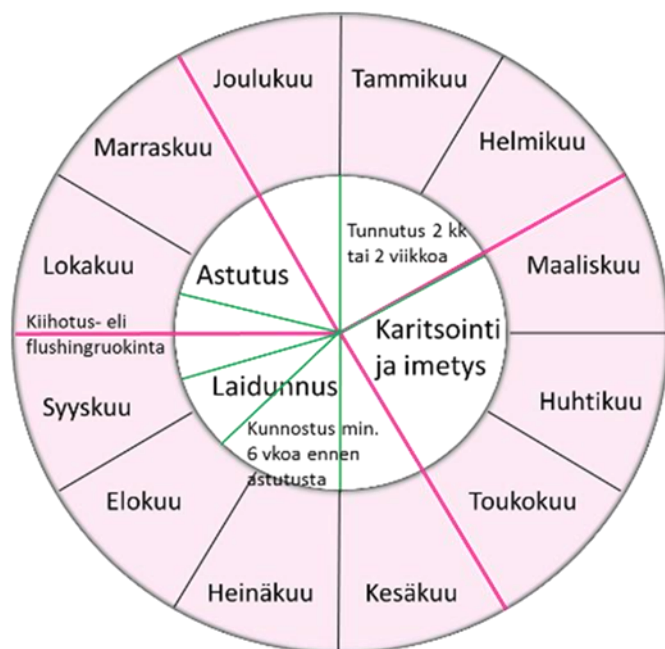 Joulukuu
Tammikuu
Marraskuu
Helmikuu
Tunnutus 2 kk
tai 2 viikkoa
Lokakuu
Astutus
Maaliskuu
Kiihotus- eli
flushingruokinta
Karitsointi
ja imetys
Syyskuu
Laidunnus
Huhtikuu
Kunnostus min.
6 vkoa ennen
astutusta
Elokuu
Toukokuu
Heinäkuu
Kesäkuu